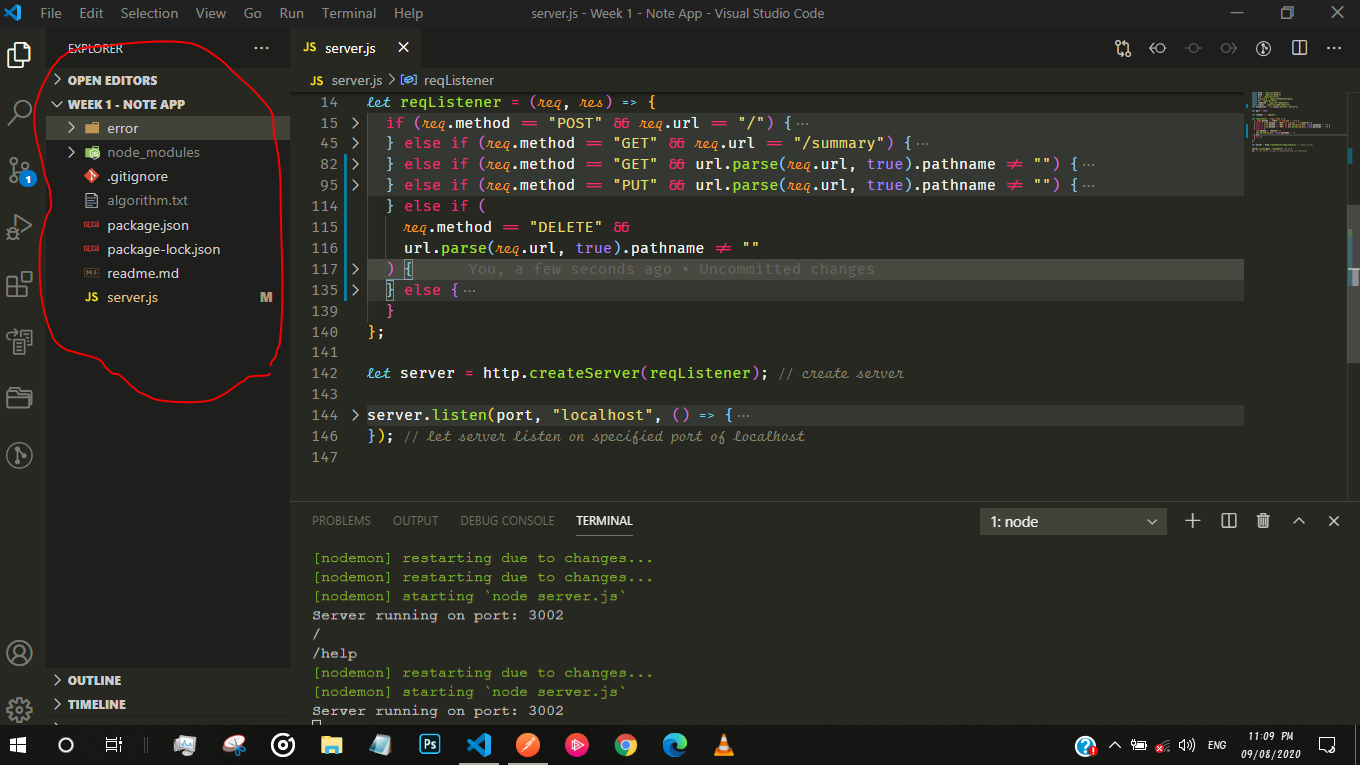 File Edit Selection View Go Run Terminal Help
server.js - Week 1 - Note App - Visual Studio Code
EXPLORER
OPEN EDITORS
WEEK 1 - NOTE APP
error
node_modules
.gitignore
algorithm.txt
package.json
package-lock.json
readme.md
JS server.js M
1
OUTLINE
TIMELINE
JS server.js
JS server.js > reqListener
14 let reqListener = (req, res) => {
15 if (req.method == "POST" && req.url == "/") { ···
45 } else if (req.method == "GET" && req.url == "/summary") { ···
82 } else if (req.method == "GET" && url.parse(req.url, true).pathname != "") { ···
95 } else if (req.method == "PUT" && url.parse(req.url, true).pathname != "") { ···
114 } else if (
115 req.method == "DELETE" &&
116 url.parse(req.url, true).pathname != ""
117 ) { You, a few seconds ago • Uncommitted changes
135 } else { ···
139 }
140 };
141
142 let server = http.createServer(reqListener); // create server
143
144 server.listen(port, "localhost", () => { ···
146 }); // let server listen on specified port of localhost
147
PROBLEMS OUTPUT DEBUG CONSOLE TERMINAL
1: node
[nodemon] restarting due to changes...
[nodemon] restarting due to changes...
[nodemon] starting `node server.js`
Server running on port: 3002
/
/help
[nodemon] restarting due to changes...
[nodemon] starting `node server.js`
Server running on port: 3002
Ps
ENG
11:09 PM
09/08/2020